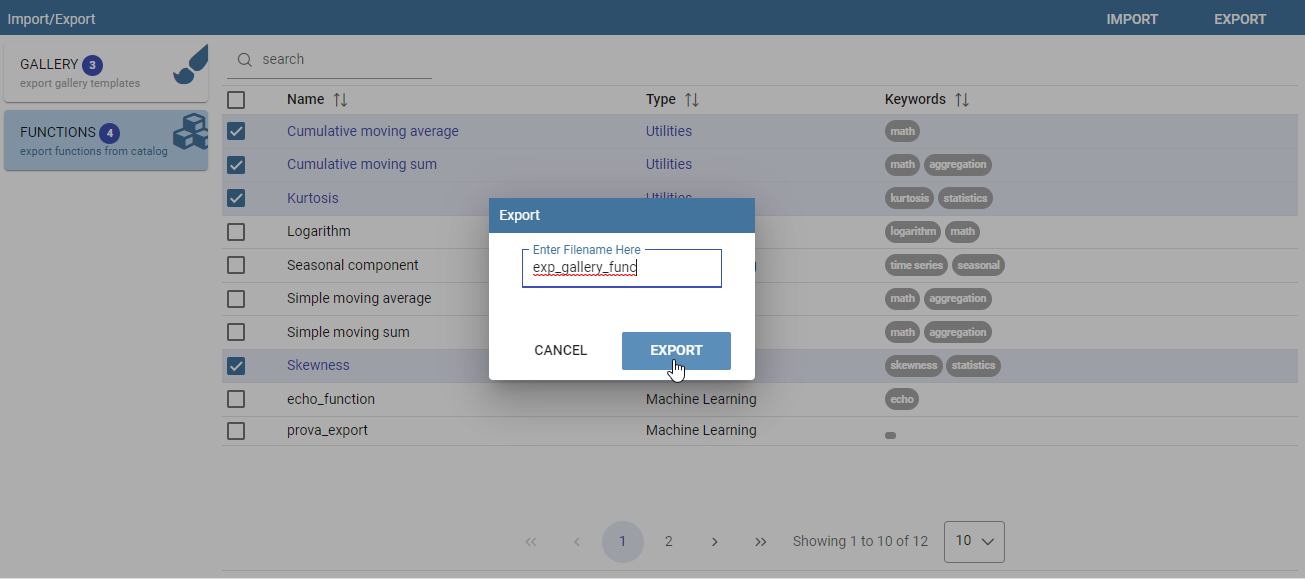 Import/Export IMPORT EXPORT
GALLERY 3
export gallery templates
FUNCTIONS 4
export functions from catalog
search
Name Type Keywords
Cumulative moving average Utilities math
Cumulative moving sum Utilities math aggregation
Kurtosis Utilities kurtosis statistics
Logarithm logarithm math
Seasonal component time series seasonal
Simple moving average math aggregation
Simple moving sum math aggregation
Skewness skewness statistics
echo_function Machine Learning echo
prova_export Machine Learning
Export
Enter Filename Here
exp_gallery_func
CANCEL EXPORT
« ‹ 1 2 › » Showing 1 to 10 of 12 10